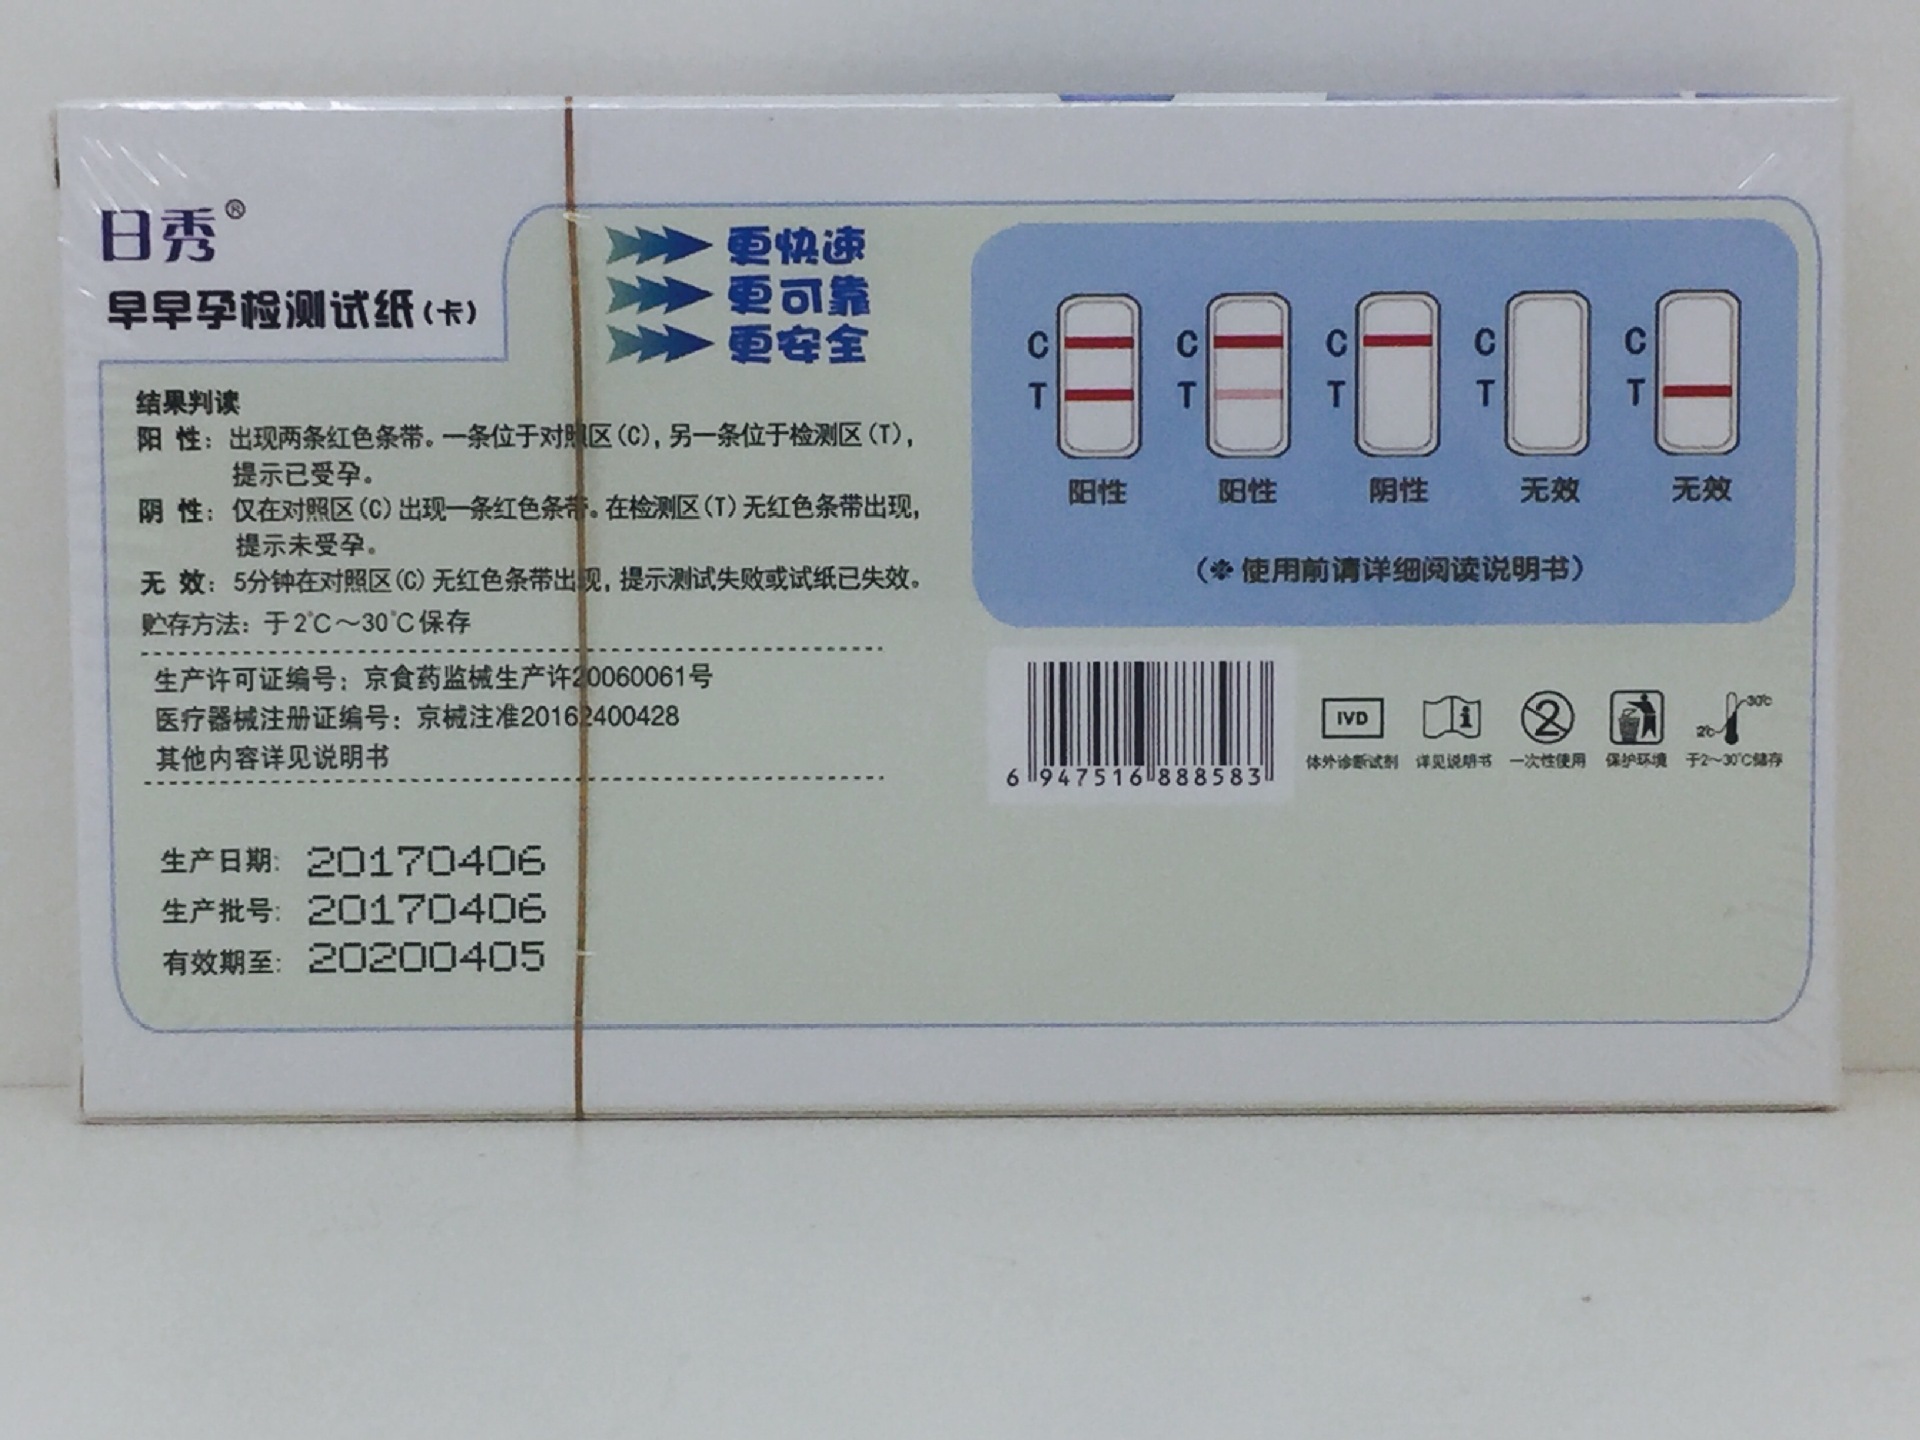 日秀®
早早孕检测试纸(卡)
更快速
更可靠
更安全
结果判读
阳 性：出现两条红色条带。一条位于对照区(C)，另一条位于检测区(T)，
提示已受孕。
阴 性：仅在对照区(C)出现一条红色条带。在检测区(T)无红色条带出现，
提示未受孕。
无 效：5分钟在对照区(C)无红色条带出现，提示测试失败或试纸已失效。
贮存方法：于2℃～30℃保存
生产许可证编号：京食药监械生产许20060061号
医疗器械注册证编号：京械注准20162400428
其他内容详见说明书
生产日期: 20170406
生产批号: 20170406
有效期至: 20200405
C C C C C
T T T T T
阳性 阳性 阴性 无效 无效
(※使用前请详细阅读说明书)
6 947516 888583
IVD
2
2℃ 30℃
体外诊断试剂 详见说明书 一次性使用 保护环境 于2～30℃储存